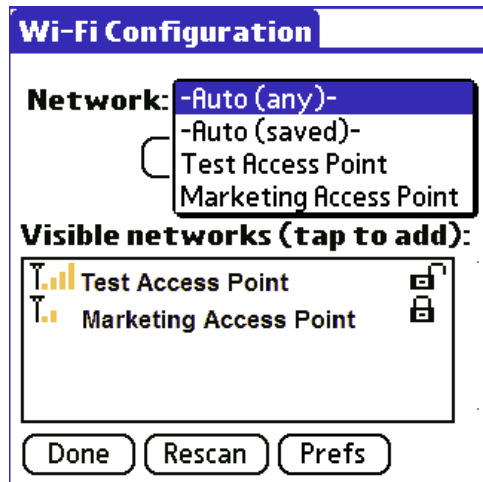 Wi-Fi Configuration
Network: -Auto (any)-
-Auto (saved)-
Test Access Point
Marketing Access Point
Visible networks (tap to add):
Test Access Point
Marketing Access Point
Done Rescan Prefs